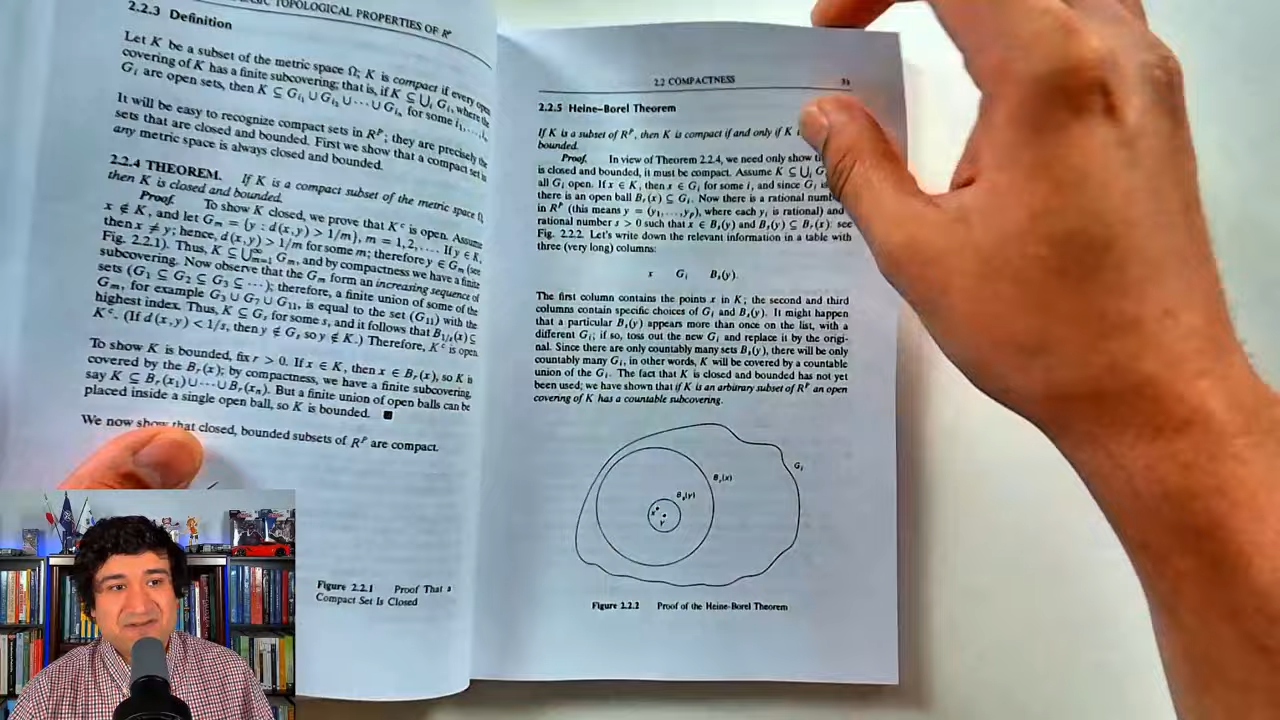 BASIC TOPOLOGICAL PROPERTIES OF Rᵖ
2.2.3 Definition
Let K be a subset of the metric space Ω; K is compact if every open
covering of K has a finite subcovering; that is, if K ⊆ ⋃ᵢ Gᵢ, where the
Gᵢ are open sets, then K ⊆ Gᵢ₁ ∪ Gᵢ₂ ∪ ⋯ ∪ Gᵢₙ for some i₁, …, iₙ.
It will be easy to recognize compact sets in Rᵖ; they are precisely the
sets that are closed and bounded. First we show that a compact set in
any metric space is always closed and bounded.
2.2.4 THEOREM. If K is a compact subset of the metric space Ω,
then K is closed and bounded.
Proof. To show K closed, we prove that Kᶜ is open. Assume
x ∉ K, and let Gₘ = {y : d(x, y) > 1/m}, m = 1, 2, …. If y ∈ K,
then x ≠ y; hence, d(x, y) > 1/m for some m; therefore y ∈ Gₘ (see
Fig. 2.2.1). Thus, K ⊆ ⋃ₘ₌₁^∞ Gₘ, and by compactness we have a finite
subcovering. Now observe that the Gₘ form an increasing sequence of
sets (G₁ ⊆ G₂ ⊆ G₃ ⊆ ⋯); therefore, a finite union of some of the
Gₘ, for example G₃ ∪ G₇ ∪ G₁₁, is equal to the set (G₁₁) with the
highest index. Thus, K ⊆ Gₛ for some s, and it follows that B₁/ₛ(x) ⊆
Kᶜ. (If d(x, y) < 1/s, then y ∉ Gₛ so y ∉ K.) Therefore, Kᶜ is open.
To show K is bounded, fix r > 0. If x ∈ K, then x ∈ Bᵣ(x), so K is
covered by the Bᵣ(x); by compactness, we have a finite subcovering,
say K ⊆ Bᵣ(x₁) ∪ ⋯ ∪ Bᵣ(xₙ). But a finite union of open balls can be
placed inside a single open ball, so K is bounded. ■
We now show that closed, bounded subsets of Rᵖ are compact.
Figure 2.2.1 Proof That a
Compact Set Is Closed
2.2 COMPACTNESS 31
2.2.5 Heine–Borel Theorem
If K is a subset of Rᵖ, then K is compact if and only if K
bounded.
Proof. In view of Theorem 2.2.4, we need only show
is closed and bounded, it must be compact. Assume K ⊆ ⋃ᵢ
all Gᵢ open. If x ∈ K, then x ∈ Gᵢ for some i, and since Gᵢ is
there is an open ball Bᵣ(x) ⊆ Gᵢ. Now there is a rational
in Rᵖ (this means y = (y₁, …, yₚ), where each yᵢ is rational) and
rational number s > 0 such that x ∈ Bₛ(y) and Bₛ(y) ⊆ Bᵣ(x): see
Fig. 2.2.2. Let's write down the relevant information in a table with
three (very long) columns:
x Gᵢ Bₛ(y).
The first column contains the points x in K; the second and third
columns contain specific choices of Gᵢ and Bₛ(y). It might happen
that a particular Bₛ(y) appears more than once on the list, with a
different Gᵢ; if so, toss out the new Gᵢ and replace it by the origi-
nal. Since there are only countably many sets Bₛ(y), there will be only
countably many Gᵢ, in other words, K will be covered by a countable
union of the Gᵢ. The fact that K is closed and bounded has not yet
been used; we have shown that if K is an arbitrary subset of Rᵖ an open
covering of K has a countable subcovering.
Gᵢ
Bᵣ(x)
Bₛ(y)
x
y
Figure 2.2.2 Proof of the Heine-Borel Theorem